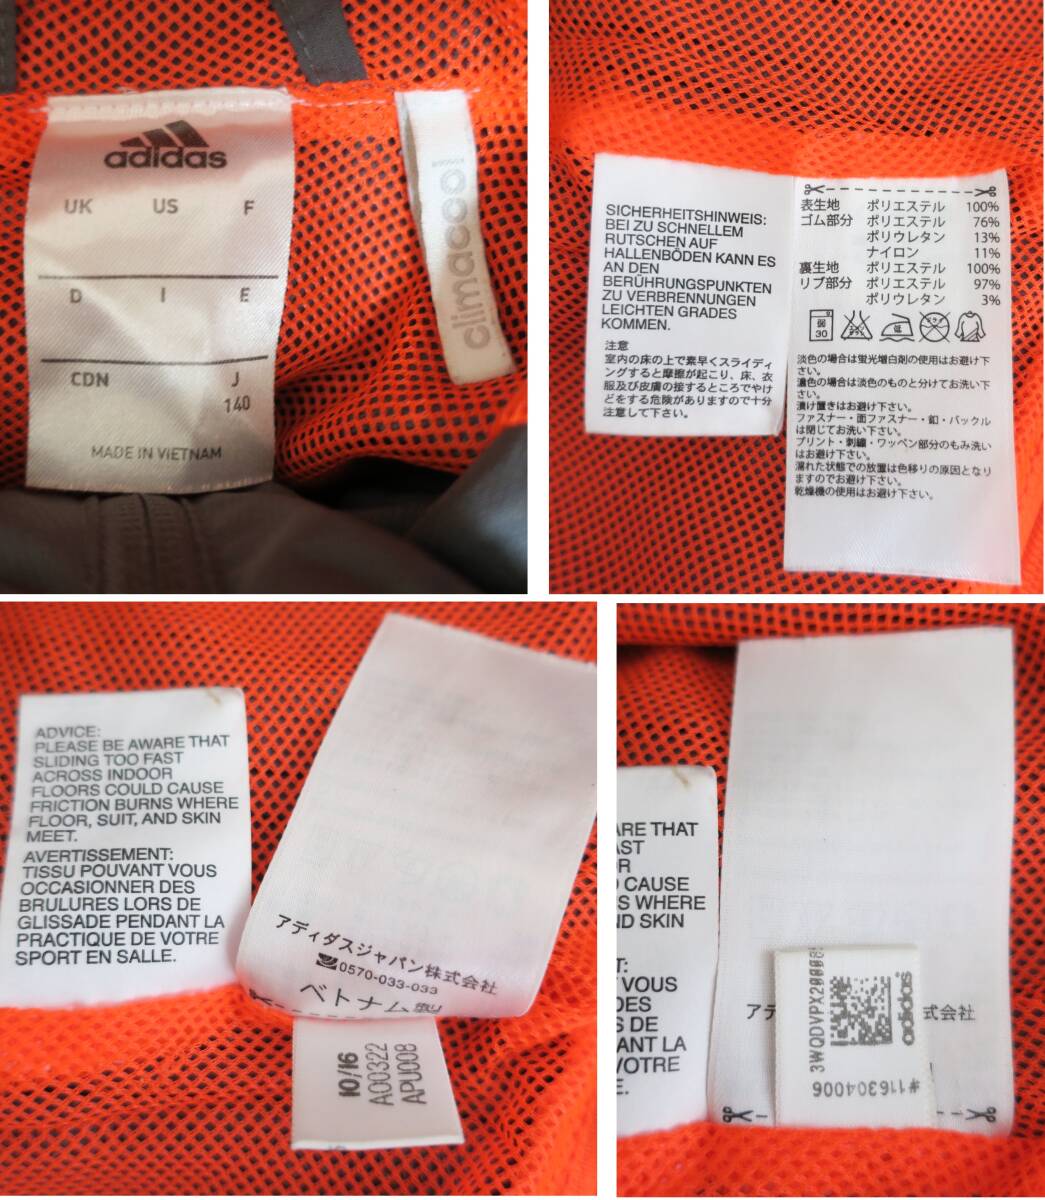 adidas
UK US F
D I E
CDN J
140
MADE IN VIETNAM
climacco
SICHERHEITSHINWEIS:
BEI ZU SCHNELLEM
RUTSCHEN AUF
HALLENBÖDEN KANN ES
AN DEN
BERÜHRUNGSPUNKTEN
ZU VERBRENNUNGEN
LEICHTEN GRADES
KOMMEN.
注意
室内の床の上で素早くスライディ
ングすると摩擦が起こり、床、衣
服及び皮膚の接するところでやけ
どをする危険がありますので十分
注意して下さい。
表生地 ポリエステル 100%
ゴム部分 ポリエステル 76%
ポリウレタン 13%
ナイロン 11%
裏生地 ポリエステル 100%
リブ部分 ポリエステル 97%
ポリウレタン 3%
弱
30
淡色の場合は蛍光増白剤の使用はお避け下
さい。
濃色の場合は淡色のものと分けてお洗い下
さい。
漬け置きはお避け下さい。
ファスナー・面ファスナー・釦・バックル
は閉じてお洗い下さい。
プリント・刺繍・ワッペン部分のもみ洗い
はお避け下さい。
濡れた状態での放置は色移りの原因となり
ますのでお避け下さい。
乾燥機の使用はお避け下さい。
ADVICE:
PLEASE BE AWARE THAT
SLIDING TOO FAST
ACROSS INDOOR
FLOORS COULD CAUSE
FRICTION BURNS WHERE
FLOOR, SUIT, AND SKIN
MEET.
AVERTISSEMENT:
TISSU POUVANT VOUS
OCCASIONNER DES
BRULURES LORS DE
GLISSADE PENDANT LA
PRACTIQUE DE VOTRE
SPORT EN SALLE.
アディダスジャパン株式会社
0570-033-033
ベトナム製
10/16
A00322
APU008
ARE THAT
AST
OR
CAUSE
S WHERE
ND SKIN
T:
VOUS
DES
S DE
ANT LA
VOTRE
E.
アデ
式会社
adidas
#116304006